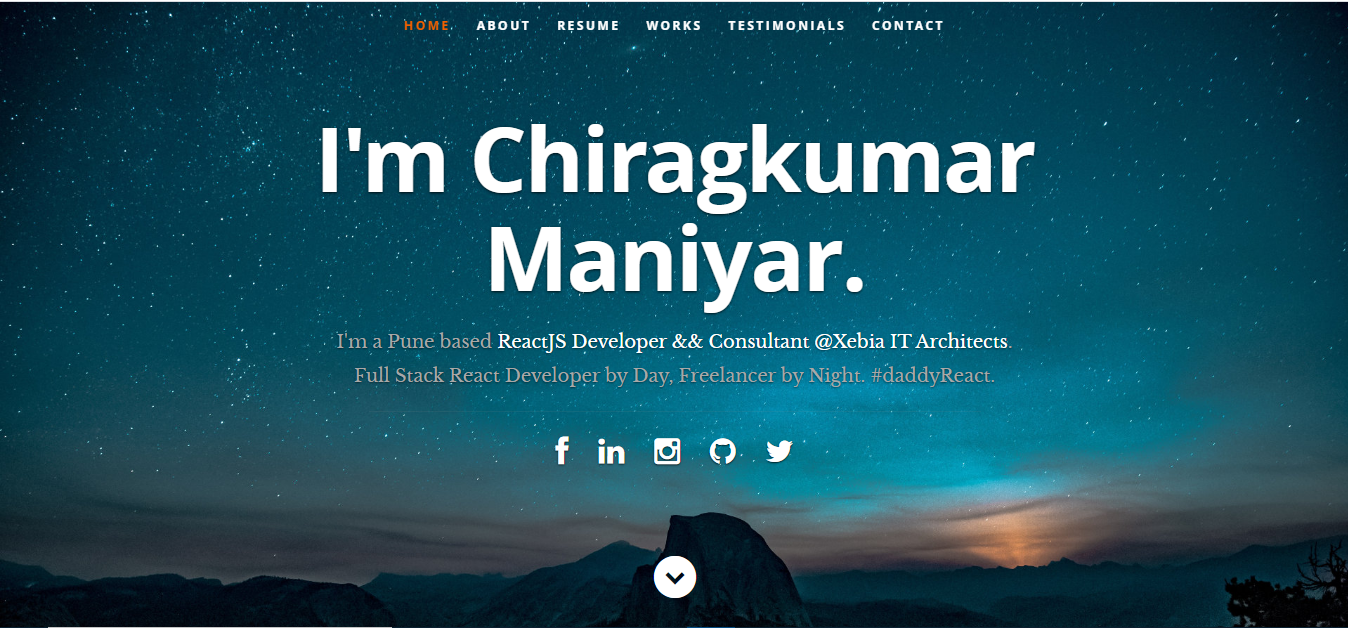 HOME ABOUT RESUME WORKS TESTIMONIALS CONTACT
I'm Chiragkumar
Maniyar.
I'm a Pune based ReactJS Developer && Consultant @Xebia IT Architects.
Full Stack React Developer by Day, Freelancer by Night. #daddyReact.